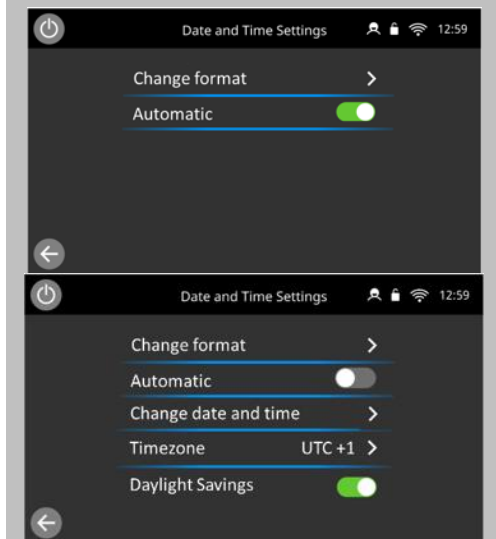 Date and Time Settings 12:59
Change format
Automatic
Date and Time Settings 12:59
Change format
Automatic
Change date and time
Timezone UTC +1
Daylight Savings